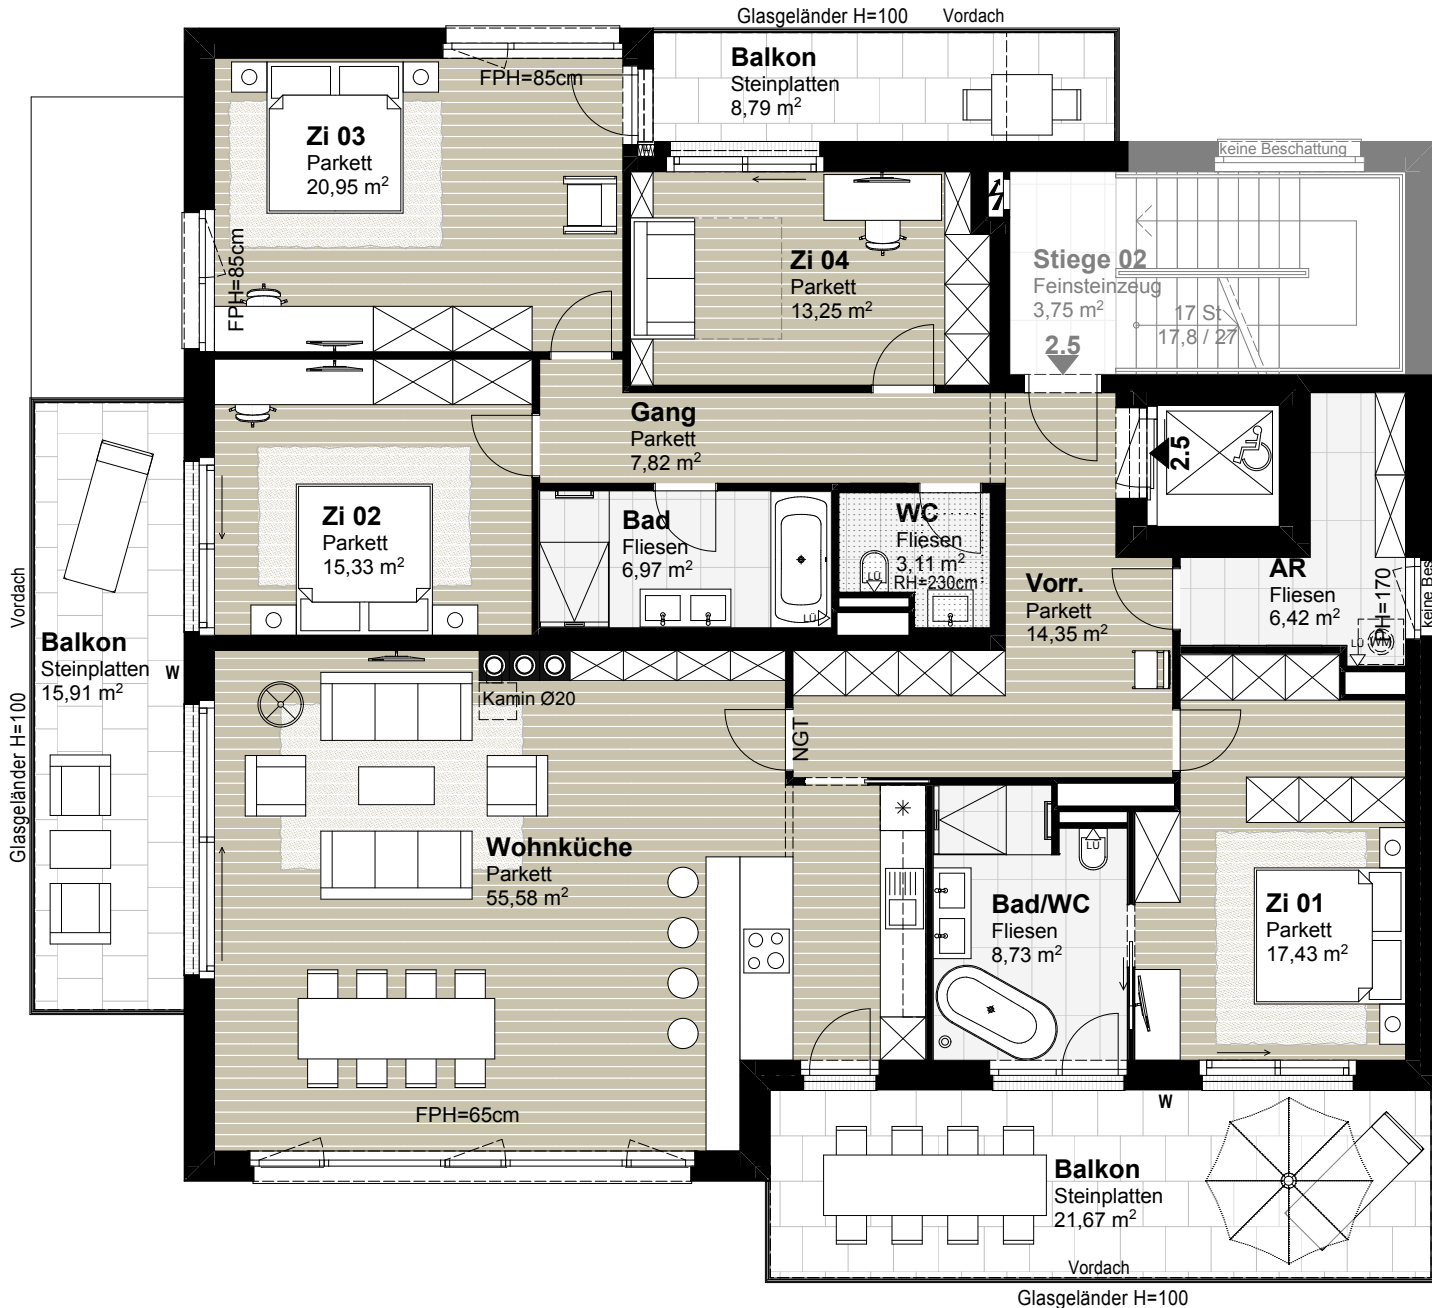 Glasgeländer H=100
Vordach
Balkon
Steinplatten
8,79 m²
FPH=85cm
Zi 03
Parkett
20,95 m²
FPH=85cm
W
keine Beschattung
Zi 04
Parkett
13,25 m²
Stiege 02
Feinsteinzeug
3,75 m²
17 St
17,8 / 27
2.5
2.5
Gang
Parkett
7,82 m²
Zi 02
Parkett
15,33 m²
Bad
Fliesen
6,97 m²
LÜ
WC
Fliesen
3,11 m²
RH=230cm
LÜ
Vorr.
Parkett
14,35 m²
AR
Fliesen
6,42 m²
PH=170
keine Bes
LÜ
WM
Vordach
Glasgeländer H=100
Balkon
Steinplatten
15,91 m²
W
Kamin Ø20
NGT
Wohnküche
Parkett
55,58 m²
LÜ
Bad/WC
Fliesen
8,73 m²
Zi 01
Parkett
17,43 m²
FPH=65cm
W
Balkon
Steinplatten
21,67 m²
Vordach
Glasgeländer H=100